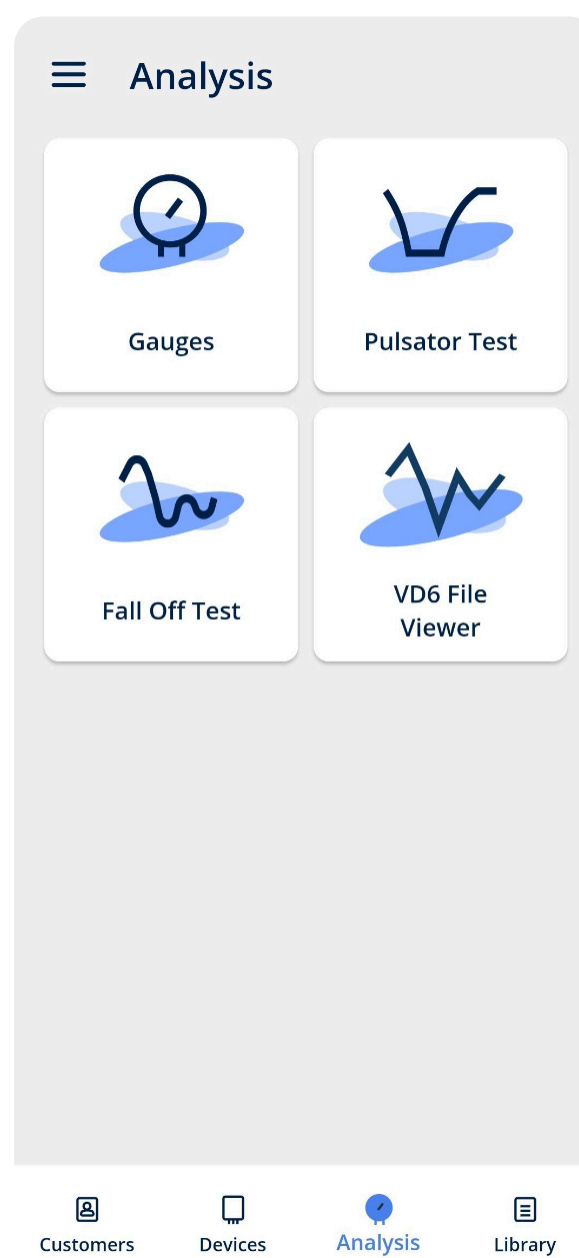 Analysis
Gauges
Pulsator Test
Fall Off Test
VD6 File
Viewer
Customers
Devices
Analysis
Library